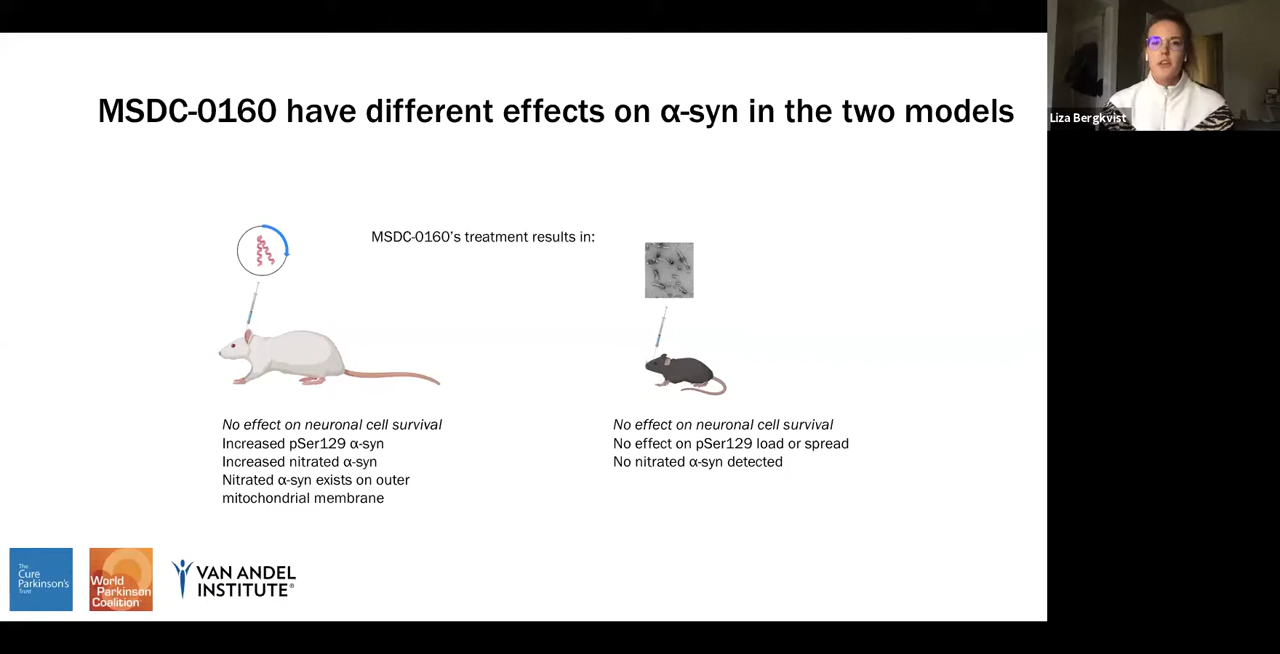 MSDC-0160 have different effects on α-syn in the two models
Liza Bergkvist
MSDC-0160's treatment results in:
No effect on neuronal cell survival
Increased pSer129 α-syn
Increased nitrated α-syn
Nitrated α-syn exists on outer
mitochondrial membrane
No effect on neuronal cell survival
No effect on pSer129 load or spread
No nitrated α-syn detected
The
Cure
Parkinson's
Trust
World
Parkinson
Coalition
VAN ANDEL
INSTITUTE®